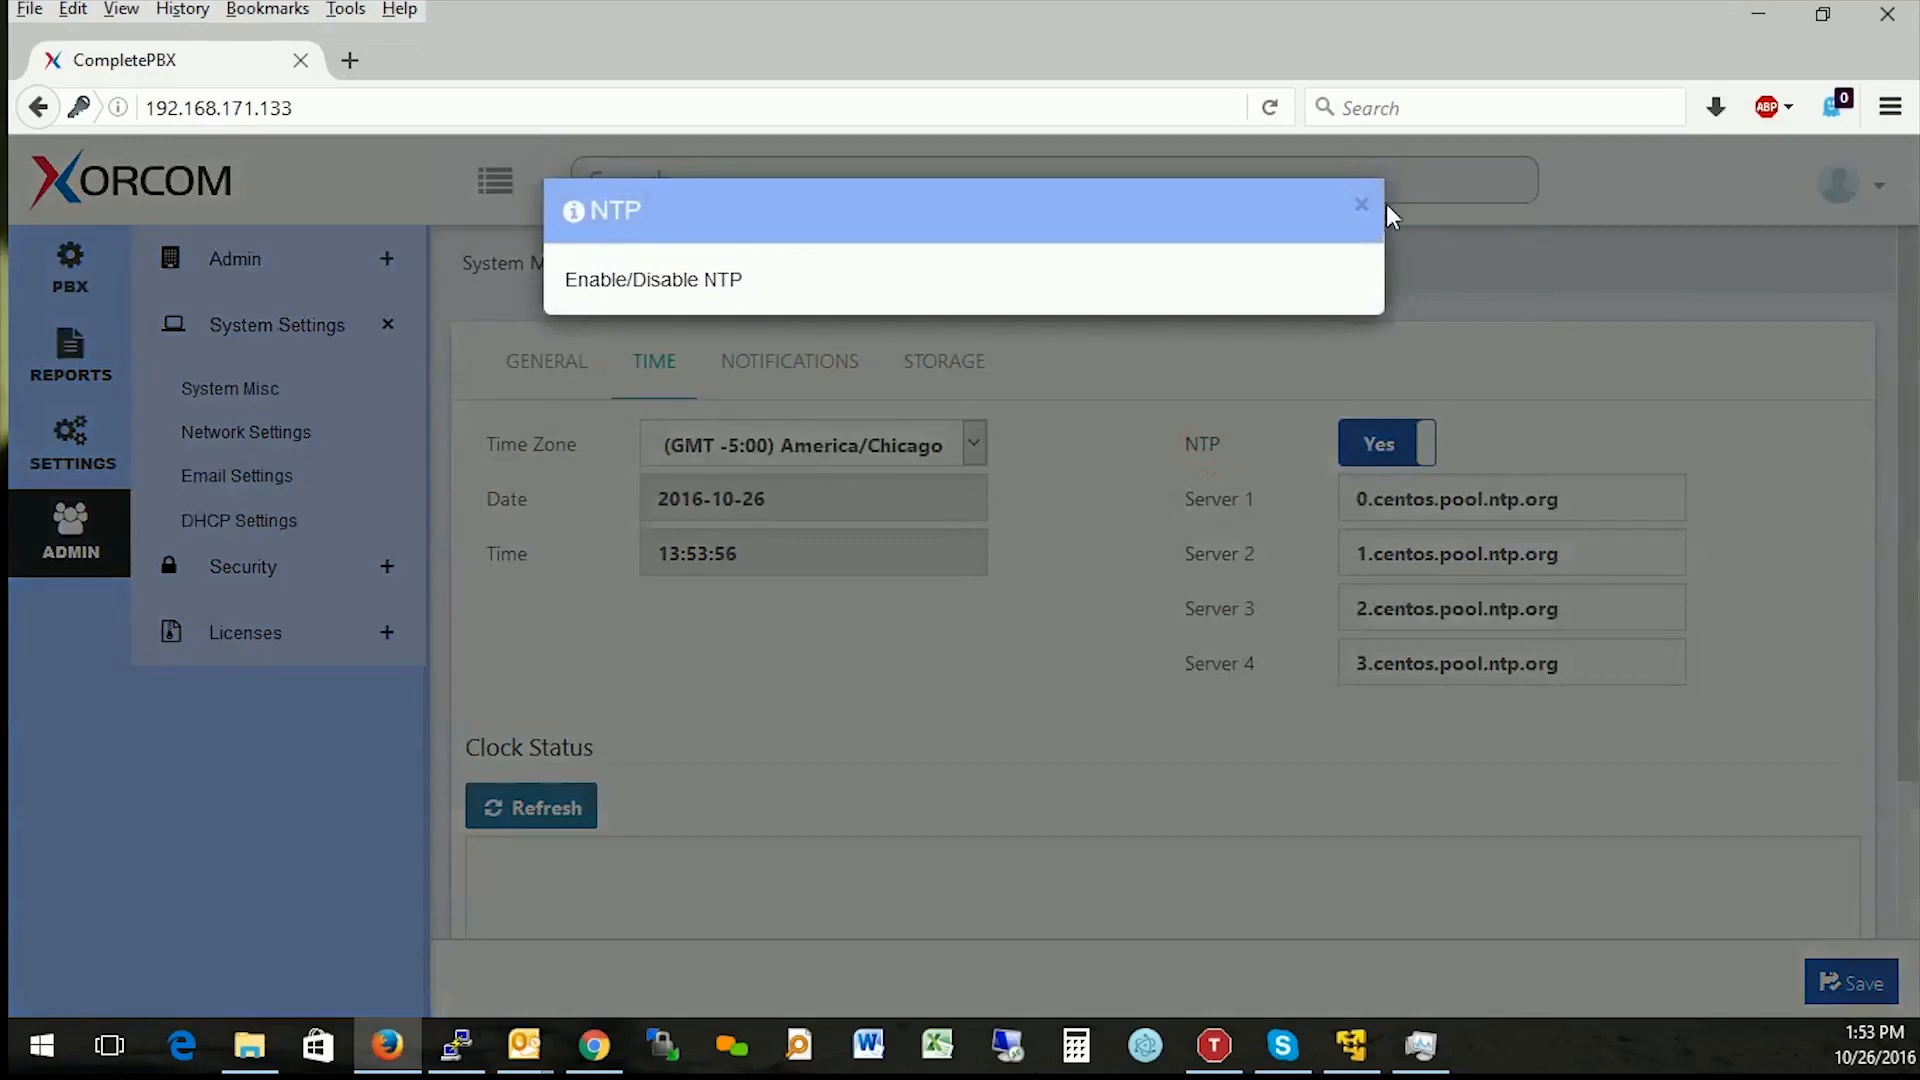 File Edit View History Bookmarks Tools Help
CompletePBX
192.168.171.133
Search
ABP
0
XORCOM
NTP
Enable/Disable NTP
PBX
REPORTS
SETTINGS
ADMIN
Admin
System Settings
System Misc
Network Settings
Email Settings
DHCP Settings
Security
Licenses
System M
GENERAL TIME NOTIFICATIONS STORAGE
Time Zone (GMT -5:00) America/Chicago
Date 2016-10-26
Time 13:53:56
NTP Yes
Server 1 0.centos.pool.ntp.org
Server 2 1.centos.pool.ntp.org
Server 3 2.centos.pool.ntp.org
Server 4 3.centos.pool.ntp.org
Clock Status
Refresh
Save
1:53 PM
10/26/2016